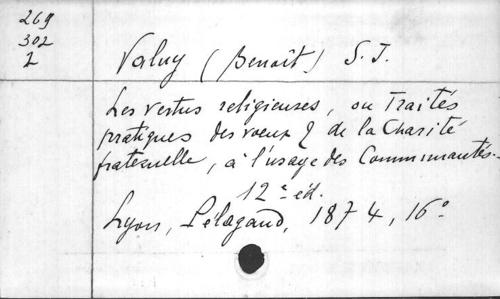 269
302
2
Valuy (Benoît) S. J.
Les vertus religieuses, ou Traités
pratiques des voeux & de la Charité
fraternelle, à l'usage des Communautés.
12e éd.
Lyon, Pélagaud, 1874, 16°